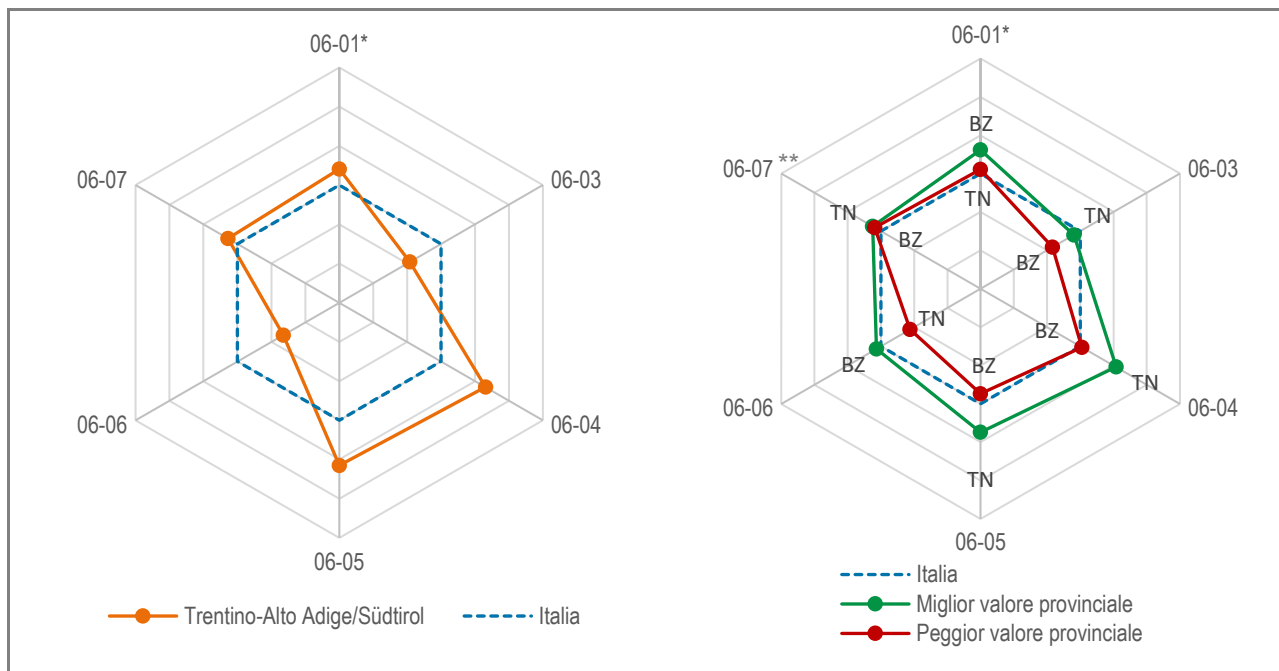 06-01*
06-07
06-03
06-06
06-04
06-05
Trentino-Alto Adige/Südtirol
Italia
06-01*
BZ
06-07 **
06-03
TN
TN
TN
BZ
BZ
TN
BZ
BZ
BZ
TN
06-06
06-04
TN
06-05
Italia
Miglior valore provinciale
Peggior valore provinciale